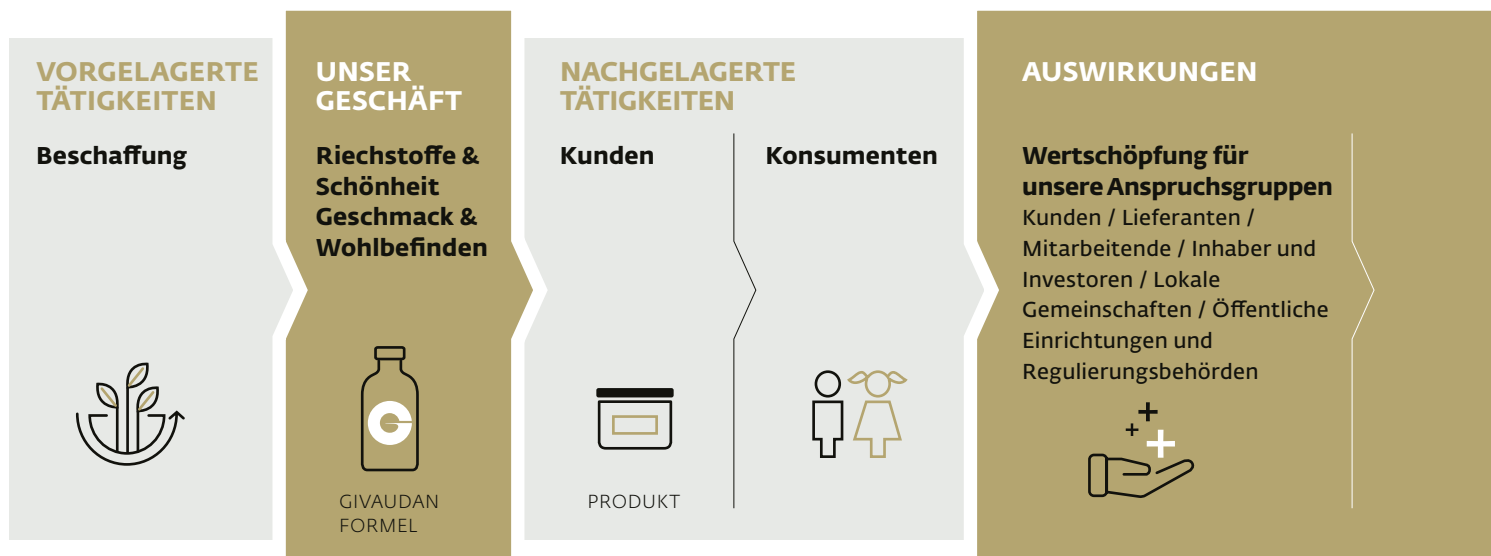 VORGELAGERTE
TÄTIGKEITEN
Beschaffung
UNSER
GESCHÄFT
Riechstoffe &
Schönheit
Geschmack &
Wohlbefinden
GIVAUDAN
FORMEL
NACHGELAGERTE
TÄTIGKEITEN
Kunden
PRODUKT
Konsumenten
AUSWIRKUNGEN
Wertschöpfung für
unsere Anspruchsgruppen
Kunden / Lieferanten /
Mitarbeitende / Inhaber und
Investoren / Lokale
Gemeinschaften / Öffentliche
Einrichtungen und
Regulierungsbehörden